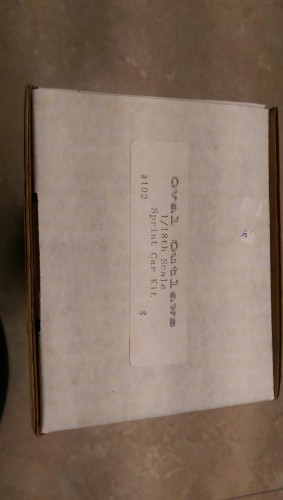 Oval Outlaws
1/18th Scale
Sprint Car Kit
#102 $